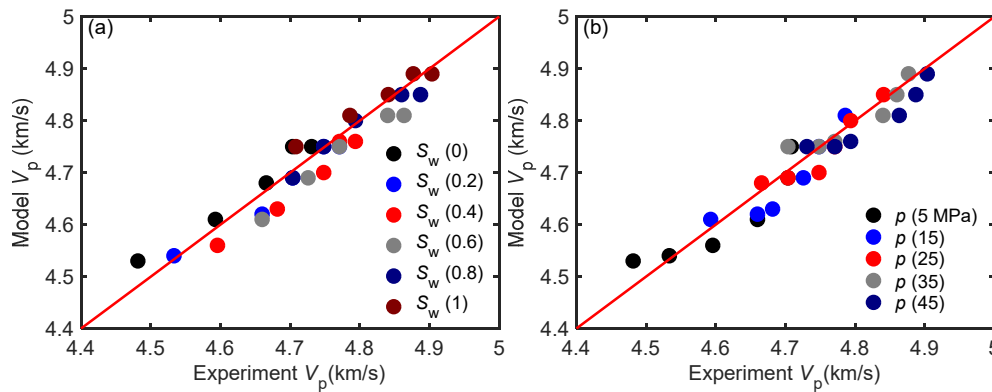 (a)
5
4.9
4.8
4.7
4.6
4.5
4.4
Model Vp (km/s)
Sw (0)
Sw (0.2)
Sw (0.4)
Sw (0.6)
Sw (0.8)
Sw (1)
4.4 4.5 4.6 4.7 4.8 4.9 5
Experiment Vp(km/s)
(b)
5
4.9
4.8
4.7
4.6
4.5
4.4
Model Vp (km/s)
p (5 MPa)
p (15)
p (25)
p (35)
p (45)
4.4 4.5 4.6 4.7 4.8 4.9 5
Experiment Vp(km/s)